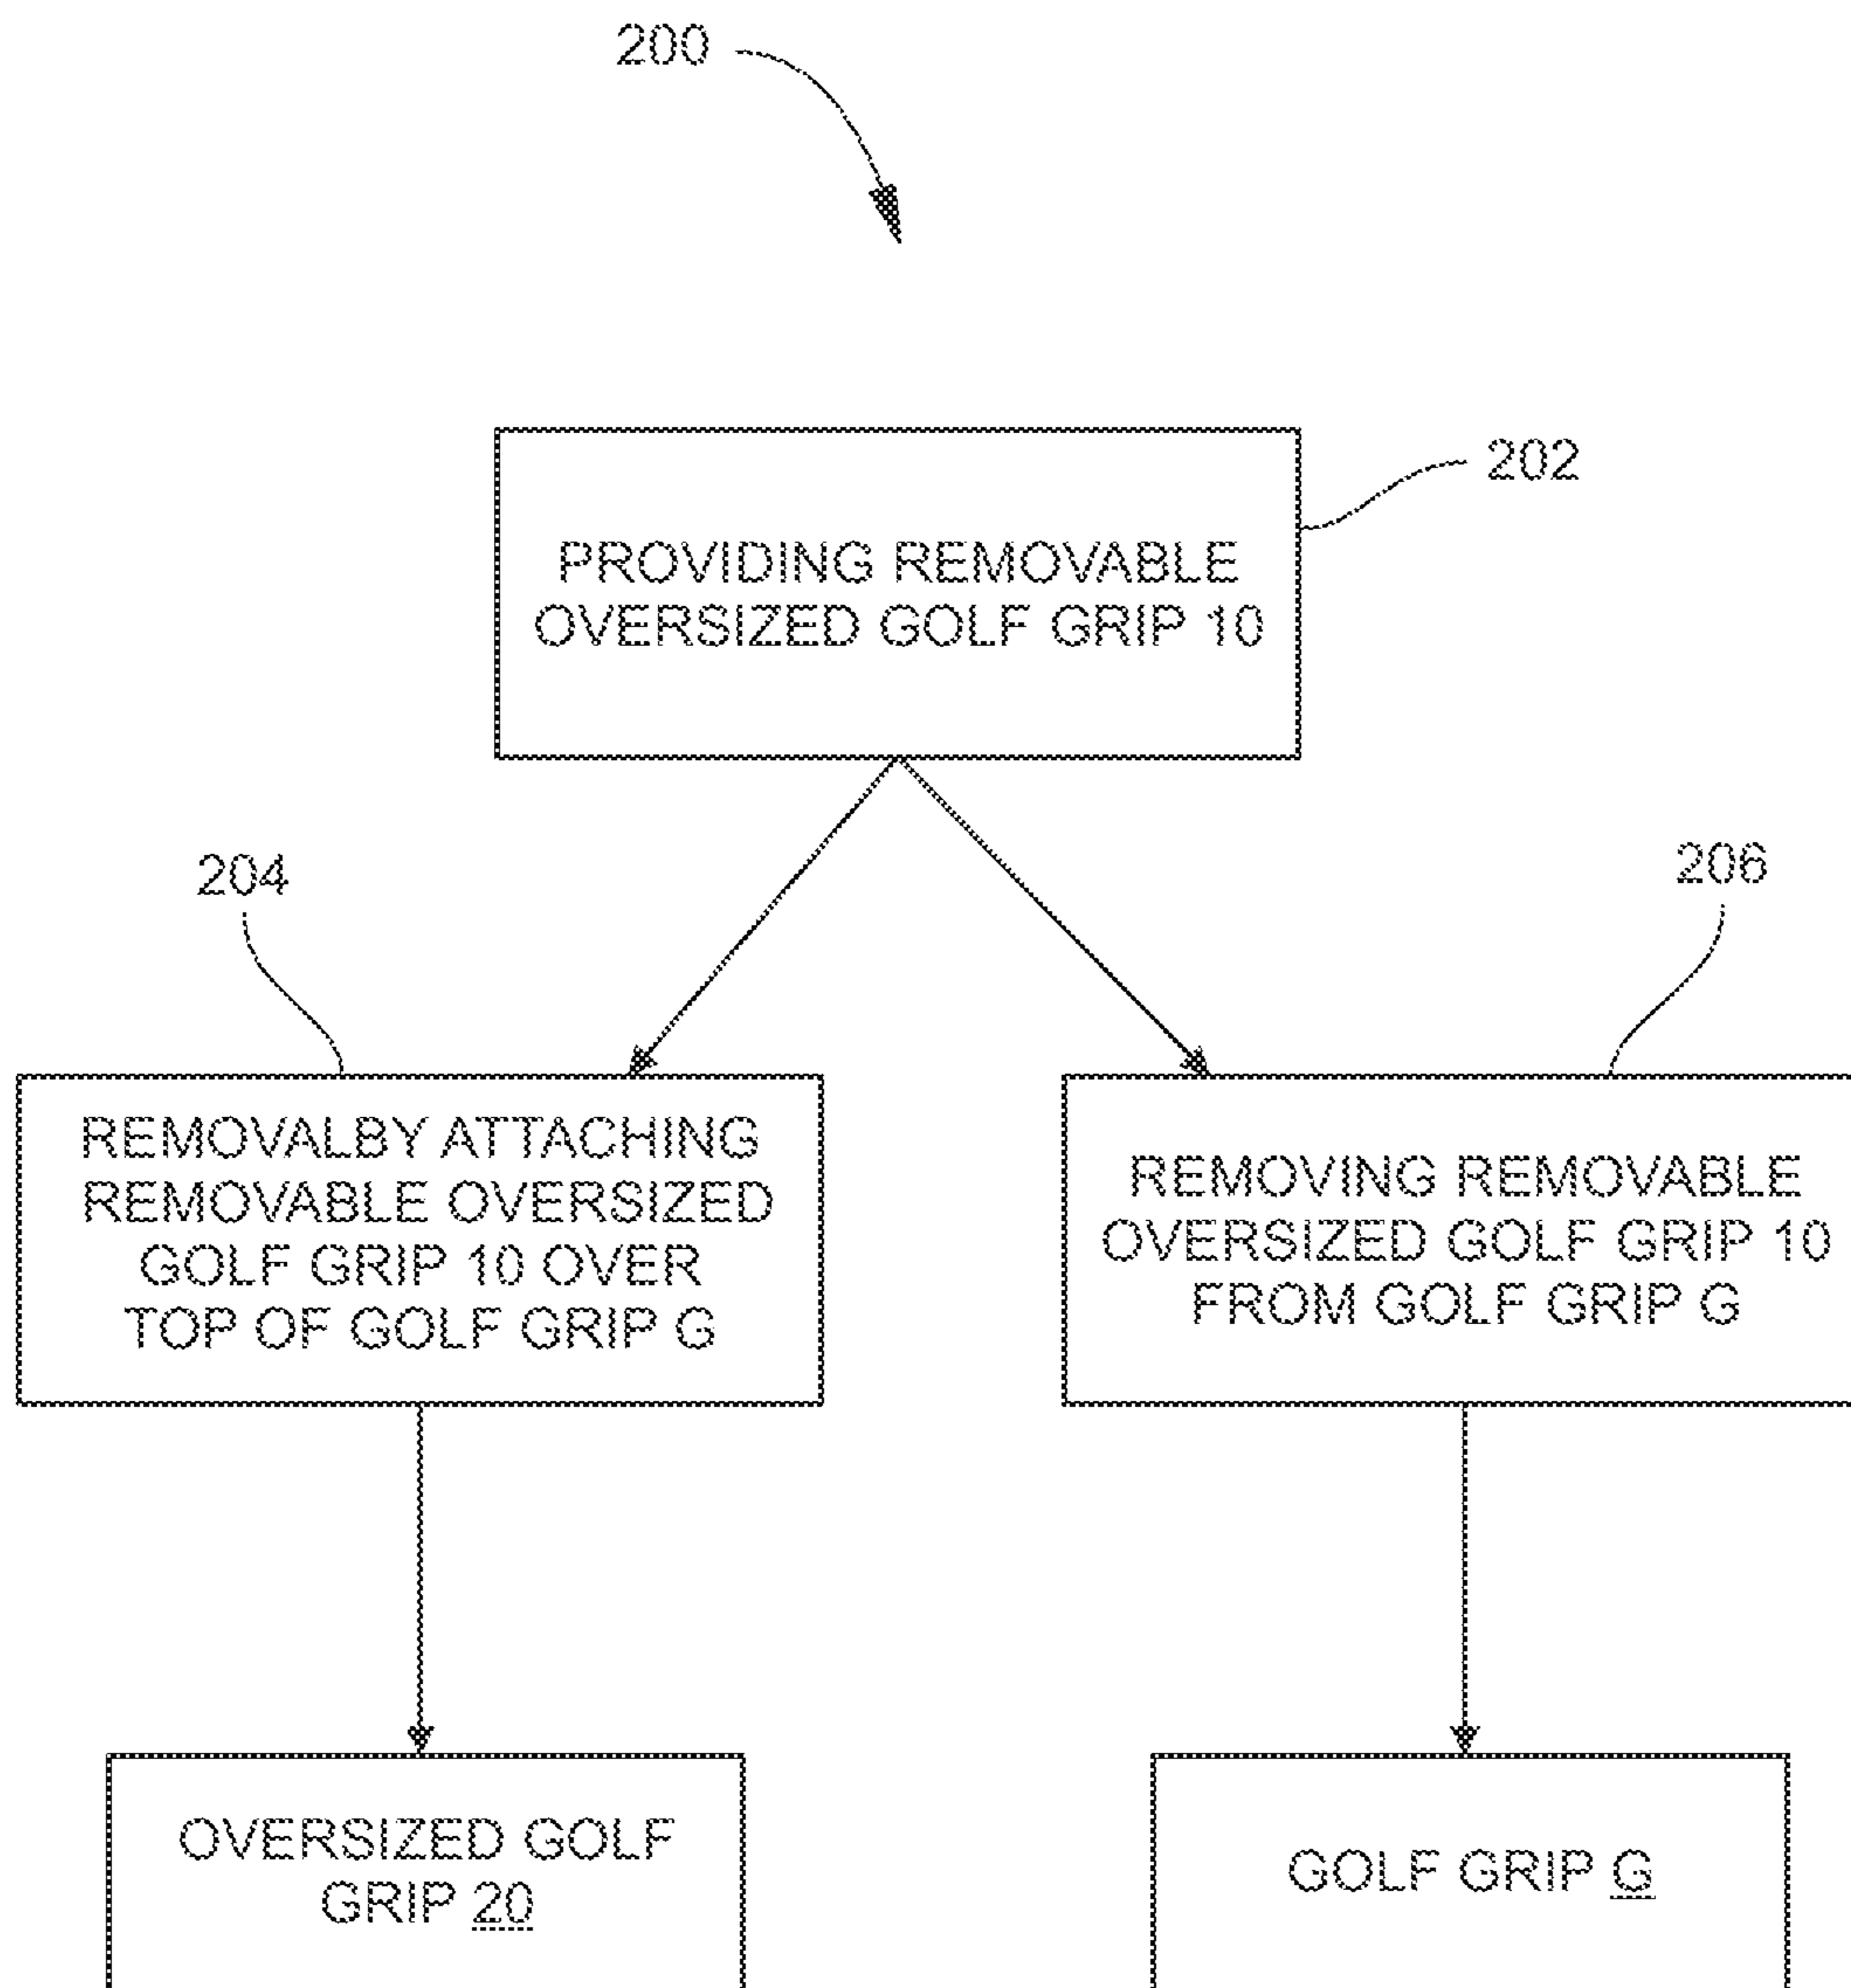 200
202
PROVIDING REMOVABLE
OVERSIZED GOLF GRIP 10
204
206
REMOVALBY ATTACHING
REMOVABLE OVERSIZED
GOLF GRIP 10 OVER
TOP OF GOLF GRIP G
REMOVING REMOVABLE
OVERSIZED GOLF GRIP 10
FROM GOLF GRIP G
OVERSIZED GOLF
GRIP 20
GOLF GRIP G